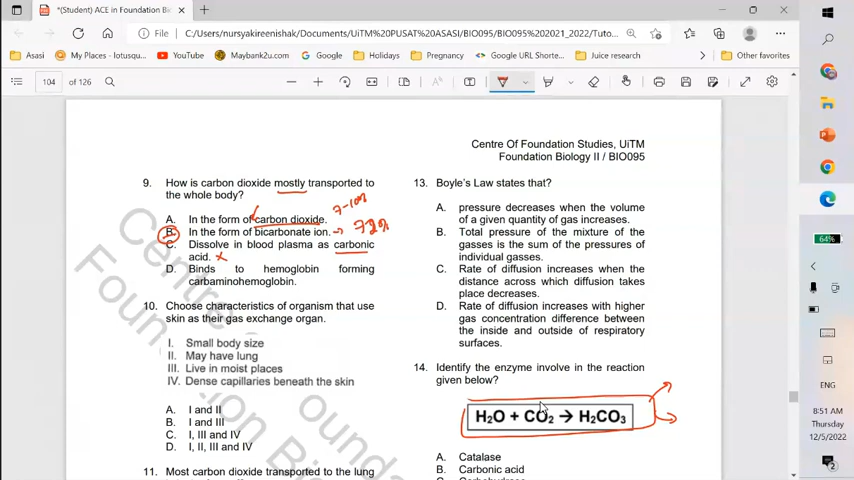 *(Student) ACE in Foundation Bio
File
C:/Users/nursyakireenishak/Documents/UiTM%20PUSAT%20ASASI/BIO095/BIO095%202021_2022/Tuto...
Asasi
My Places - lotusqu...
YouTube
Maybank2u.com
Google
Holidays
Pregnancy
Google URL Shorte...
Juice research
Other favorites
104
of 126
Centre Of Foundation Studies, UiTM
Foundation Biology II / BIO095
9. How is carbon dioxide mostly transported to
the whole body?
A. In the form of carbon dioxide. 7-10%
B. In the form of bicarbonate ion. → 72%
C. Dissolve in blood plasma as carbonic
acid. x
D. Binds to hemoglobin forming
carbaminohemoglobin.
10. Choose characteristics of organism that use
skin as their gas exchange organ.
I. Small body size
II. May have lung
III. Live in moist places
IV. Dense capillaries beneath the skin
A. I and II
B. I and III
C. I, III and IV
D. I, II, III and IV
11. Most carbon dioxide transported to the lung
13. Boyle's Law states that?
A. pressure decreases when the volume
of a given quantity of gas increases.
B. Total pressure of the mixture of the
gasses is the sum of the pressures of
individual gasses.
C. Rate of diffusion increases when the
distance across which diffusion takes
place decreases.
D. Rate of diffusion increases with higher
gas concentration difference between
the inside and outside of respiratory
surfaces.
14. Identify the enzyme involve in the reaction
given below?
H₂O + CO₂ → H₂CO₃
A. Catalase
B. Carbonic acid
64%
ENG
8:51 AM
Thursday
12/5/2022
2